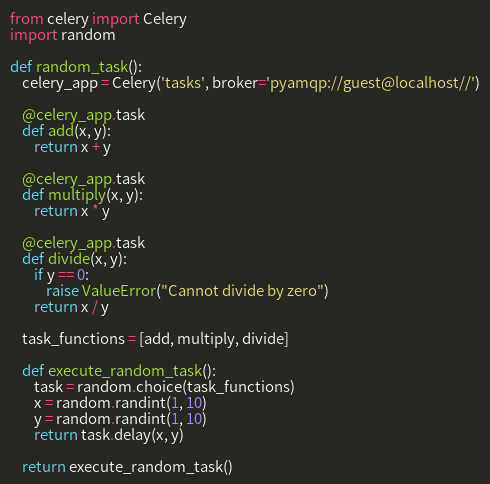 from celery import Celery
import random

def random_task():
    celery_app = Celery('tasks', broker='pyamqp://guest@localhost//')

    @celery_app.task
    def add(x, y):
        return x + y

    @celery_app.task
    def multiply(x, y):
        return x * y

    @celery_app.task
    def divide(x, y):
        if y == 0:
            raise ValueError("Cannot divide by zero")
        return x / y

    task_functions = [add, multiply, divide]

    def execute_random_task():
        task = random.choice(task_functions)
        x = random.randint(1, 10)
        y = random.randint(1, 10)
        return task.delay(x, y)

    return execute_random_task()